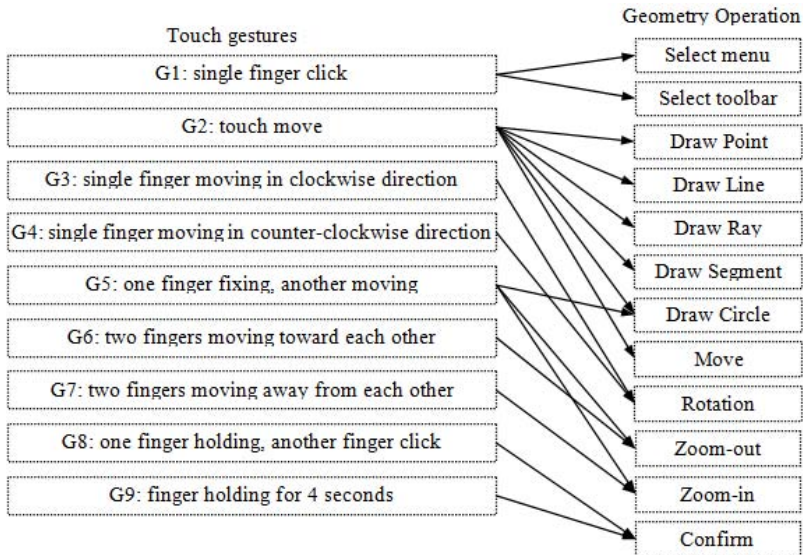 Touch gestures
G1: single finger click
G2: touch move
G3: single finger moving in clockwise direction
G4: single finger moving in counter-clockwise direction
G5: one finger fixing, another moving
G6: two fingers moving toward each other
G7: two fingers moving away from each other
G8: one finger holding, another finger click
G9: finger holding for 4 seconds
Geometry Operation
Select menu
Select toolbar
Draw Point
Draw Line
Draw Ray
Draw Segment
Draw Circle
Move
Rotation
Zoom-out
Zoom-in
Confirm